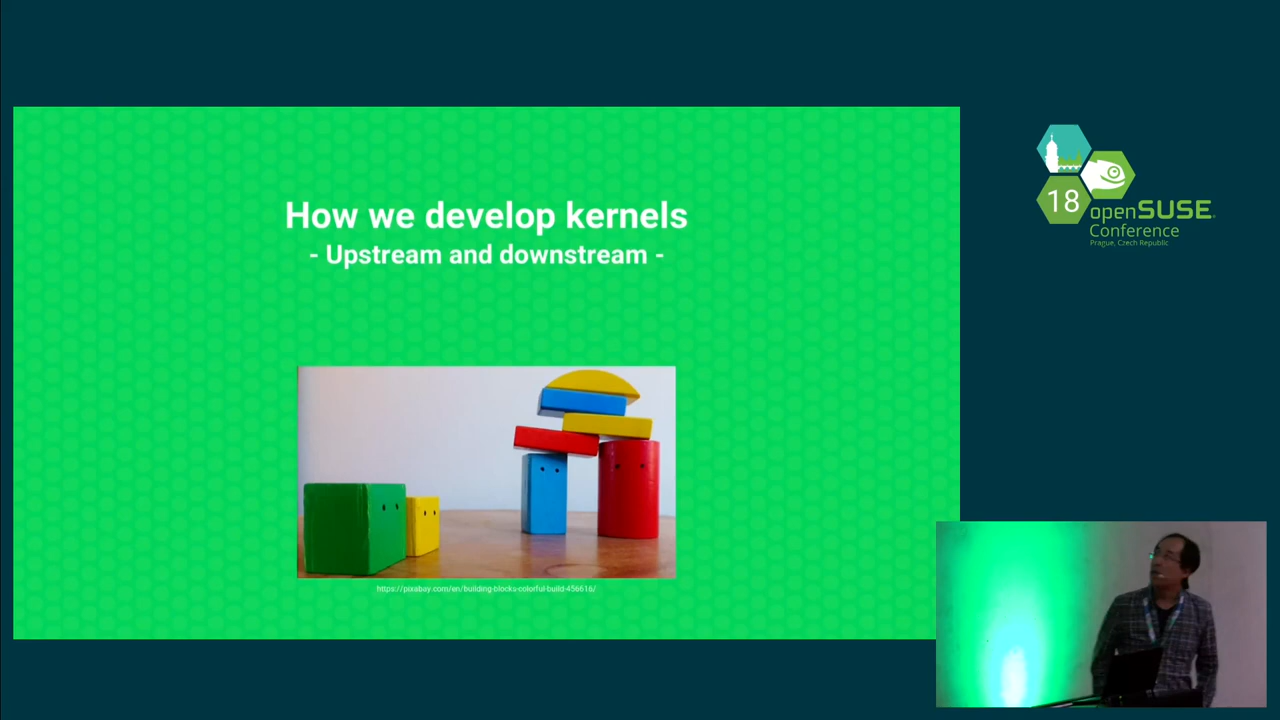 How we develop kernels
- Upstream and downstream -
https://pixabay.com/en/building-blocks-colorful-build-456616/
18
openSUSE
Conference
Prague, Czech Republic